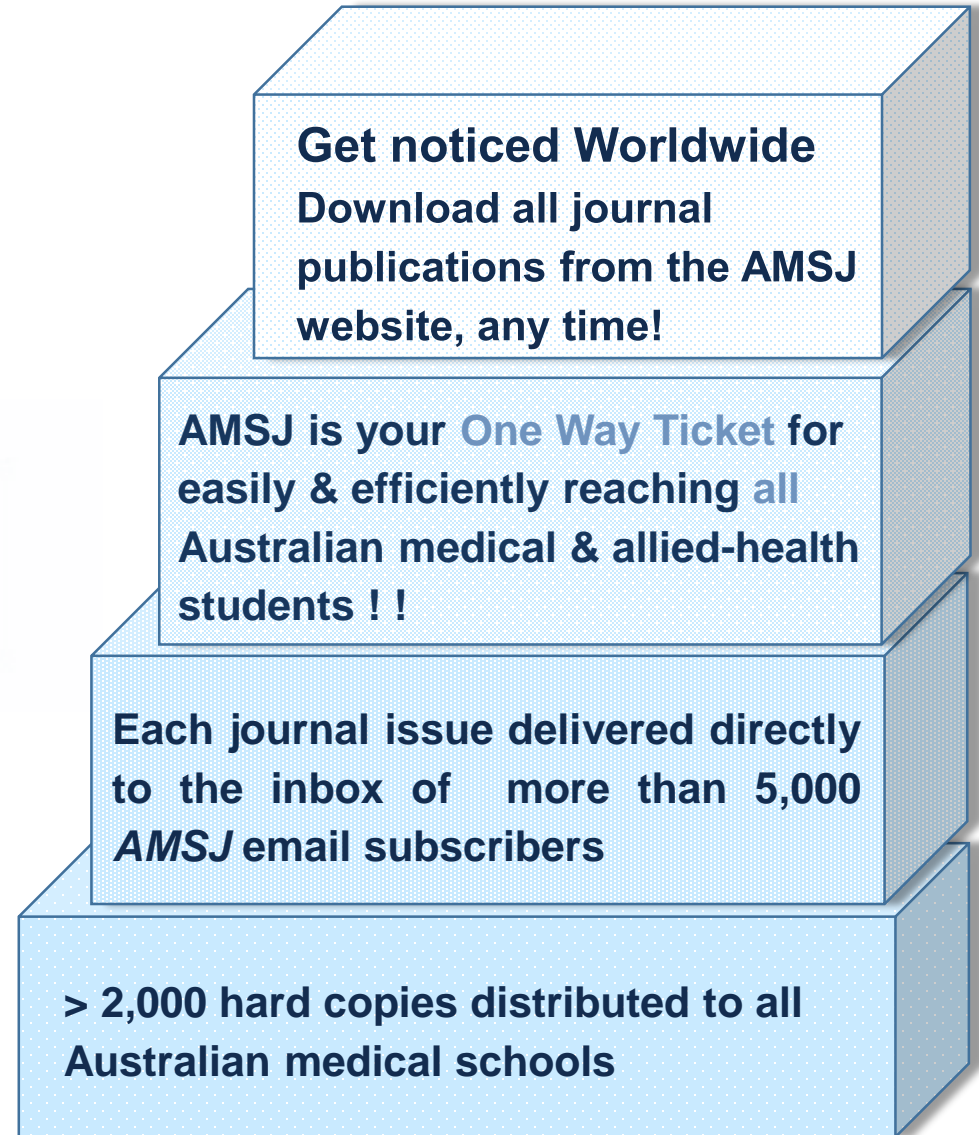 Get noticed Worldwide
Download all journal
publications from the AMSJ
website, any time!
AMSJ is your One Way Ticket for
easily & efficiently reaching all
Australian medical & allied-health
students ! !
Each journal issue delivered directly
to the inbox of more than 5,000
AMSJ email subscribers
> 2,000 hard copies distributed to all
Australian medical schools